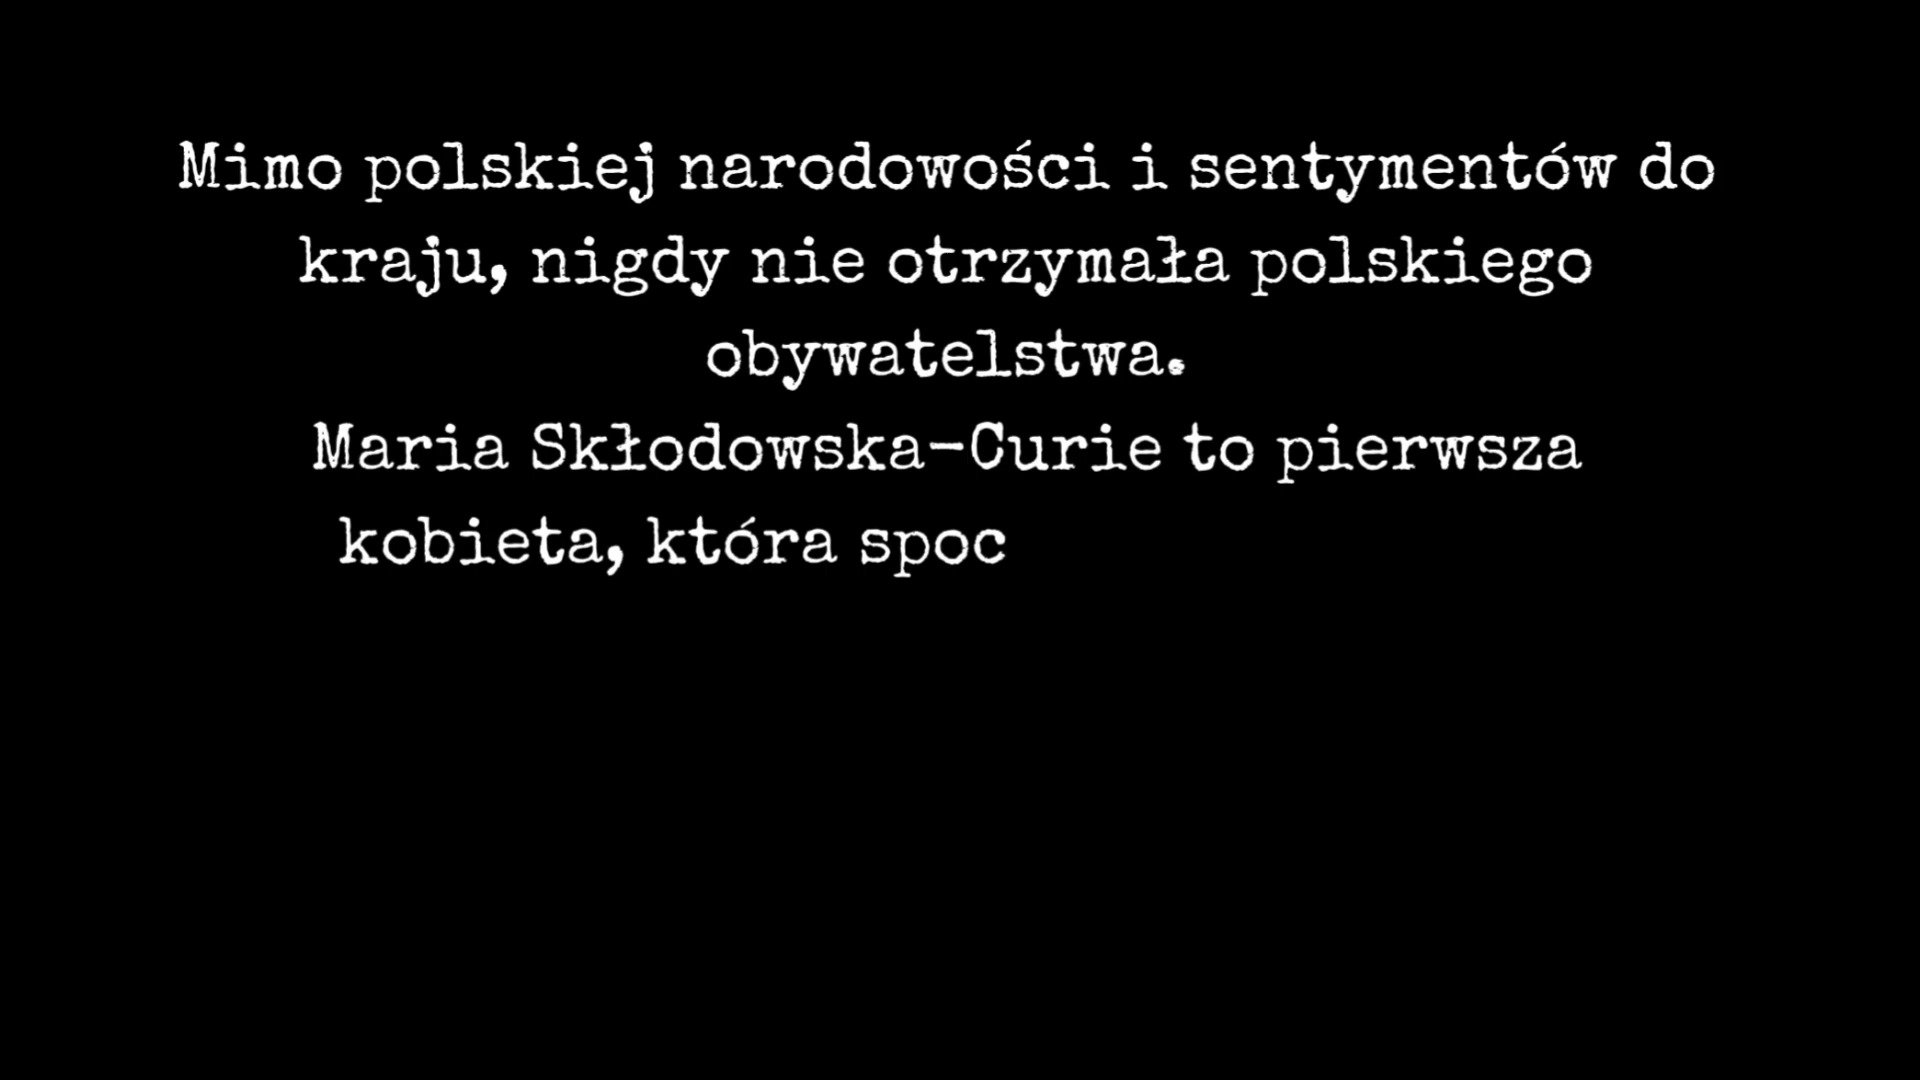 Mimo polskiej narodowości i sentymentów do
kraju, nigdy nie otrzymała polskiego
obywatelstwa.
Maria Skłodowska-Curie to pierwsza
kobieta, która spoc